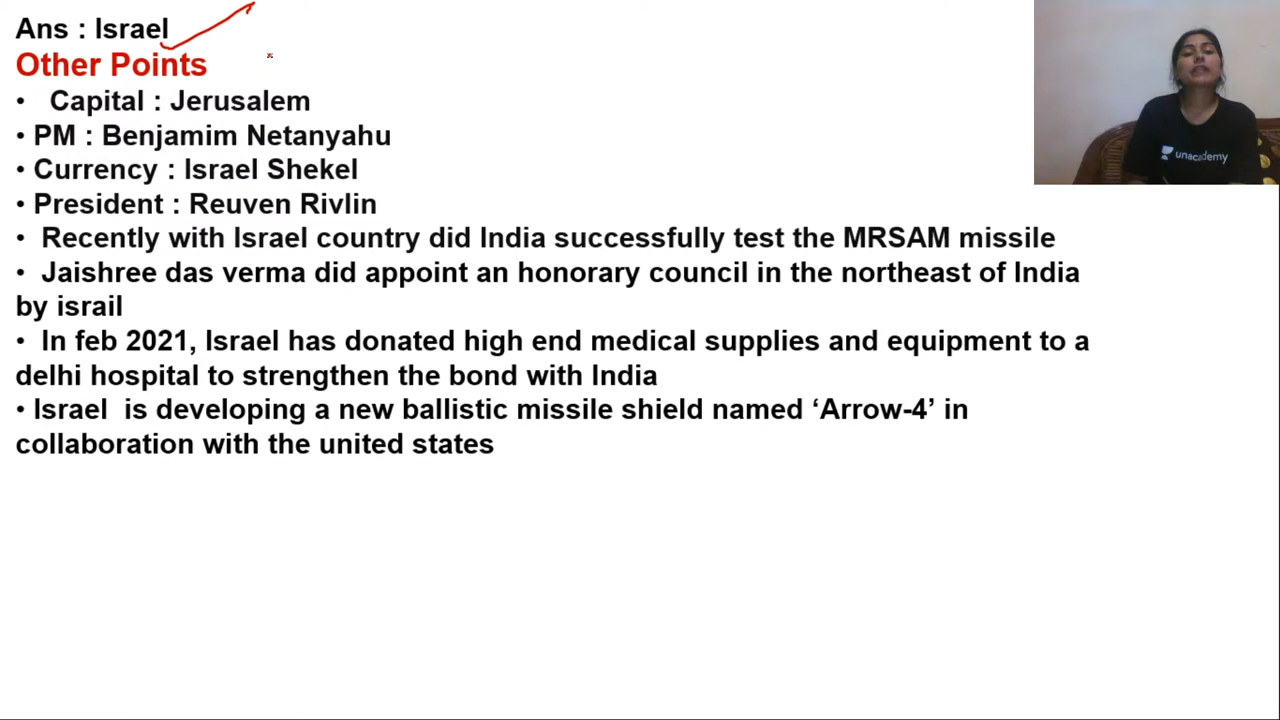 Ans : Israel
Other Points
• Capital : Jerusalem
• PM : Benjamim Netanyahu
• Currency : Israel Shekel
• President : Reuven Rivlin
• Recently with Israel country did India successfully test the MRSAM missile
• Jaishree das verma did appoint an honorary council in the northeast of India
by israil
• In feb 2021, Israel has donated high end medical supplies and equipment to a
delhi hospital to strengthen the bond with India
• Israel is developing a new ballistic missile shield named ‘Arrow-4’ in
collaboration with the united states
unacademy